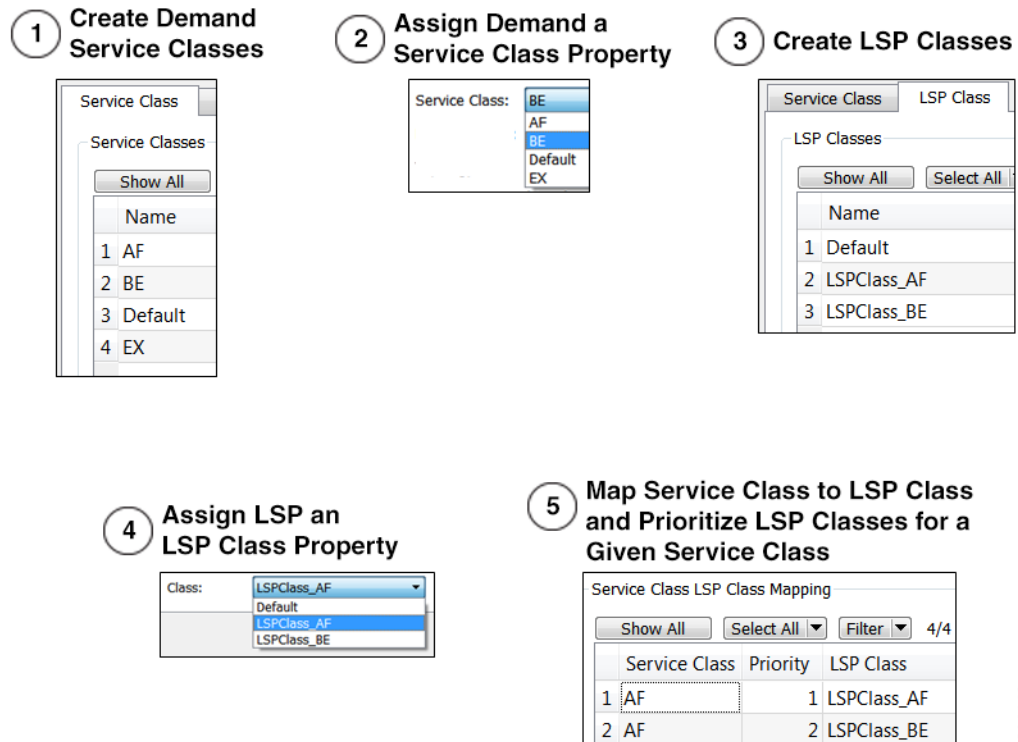 1 Create Demand
Service Classes
Service Class
Service Classes
Show All
Name
1 AF
2 BE
3 Default
4 EX
2 Assign Demand a
Service Class Property
Service Class: BE
AF
BE
Default
EX
3 Create LSP Classes
Service Class LSP Class
LSP Classes
Show All Select All
Name
1 Default
2 LSPClass_AF
3 LSPClass_BE
4 Assign LSP an
LSP Class Property
Class: LSPClass_AF
Default
LSPClass_AF
LSPClass_BE
5 Map Service Class to LSP Class
and Prioritize LSP Classes for a
Given Service Class
Service Class LSP Class Mapping
Show All Select All Filter 4/4
Service Class Priority LSP Class
1 AF 1 LSPClass_AF
2 AF 2 LSPClass_BE